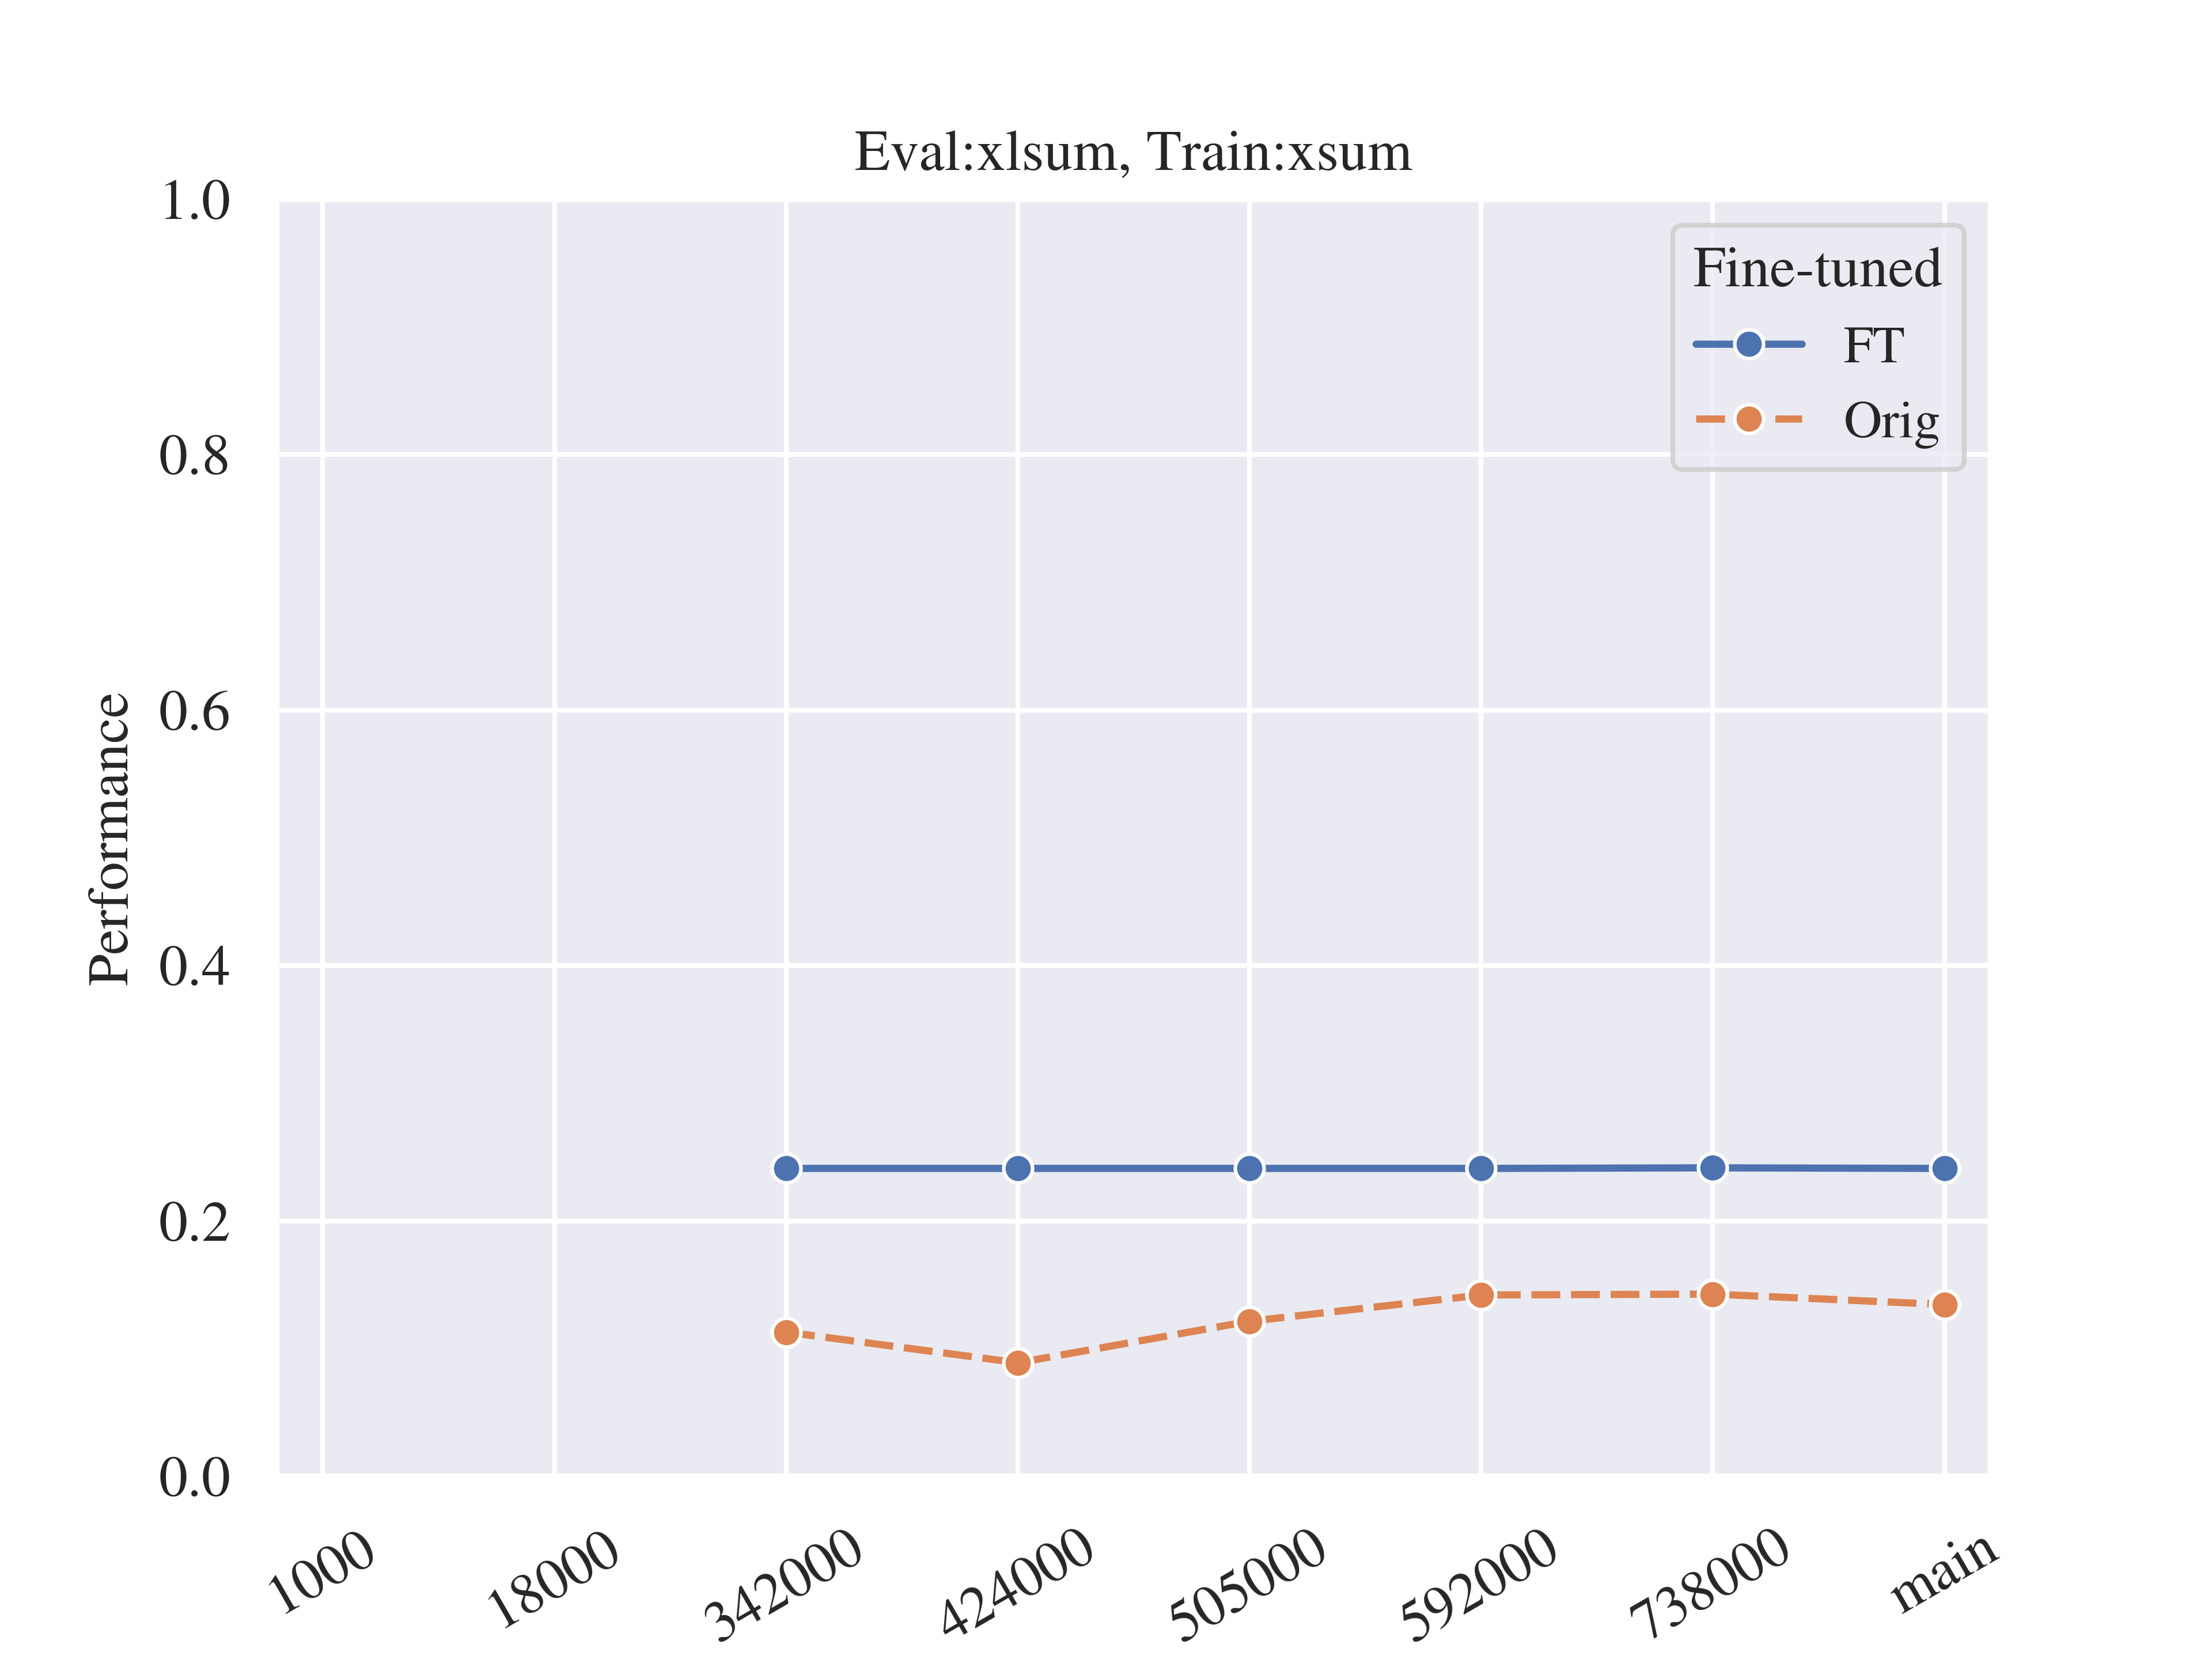 Eval:xlsum, Train:xsum
1.0
0.8
0.6
0.4
0.2
0.0
Performance
Fine-tuned
FT
Orig
1000
18000
342000
424000
505000
592000
738000
main